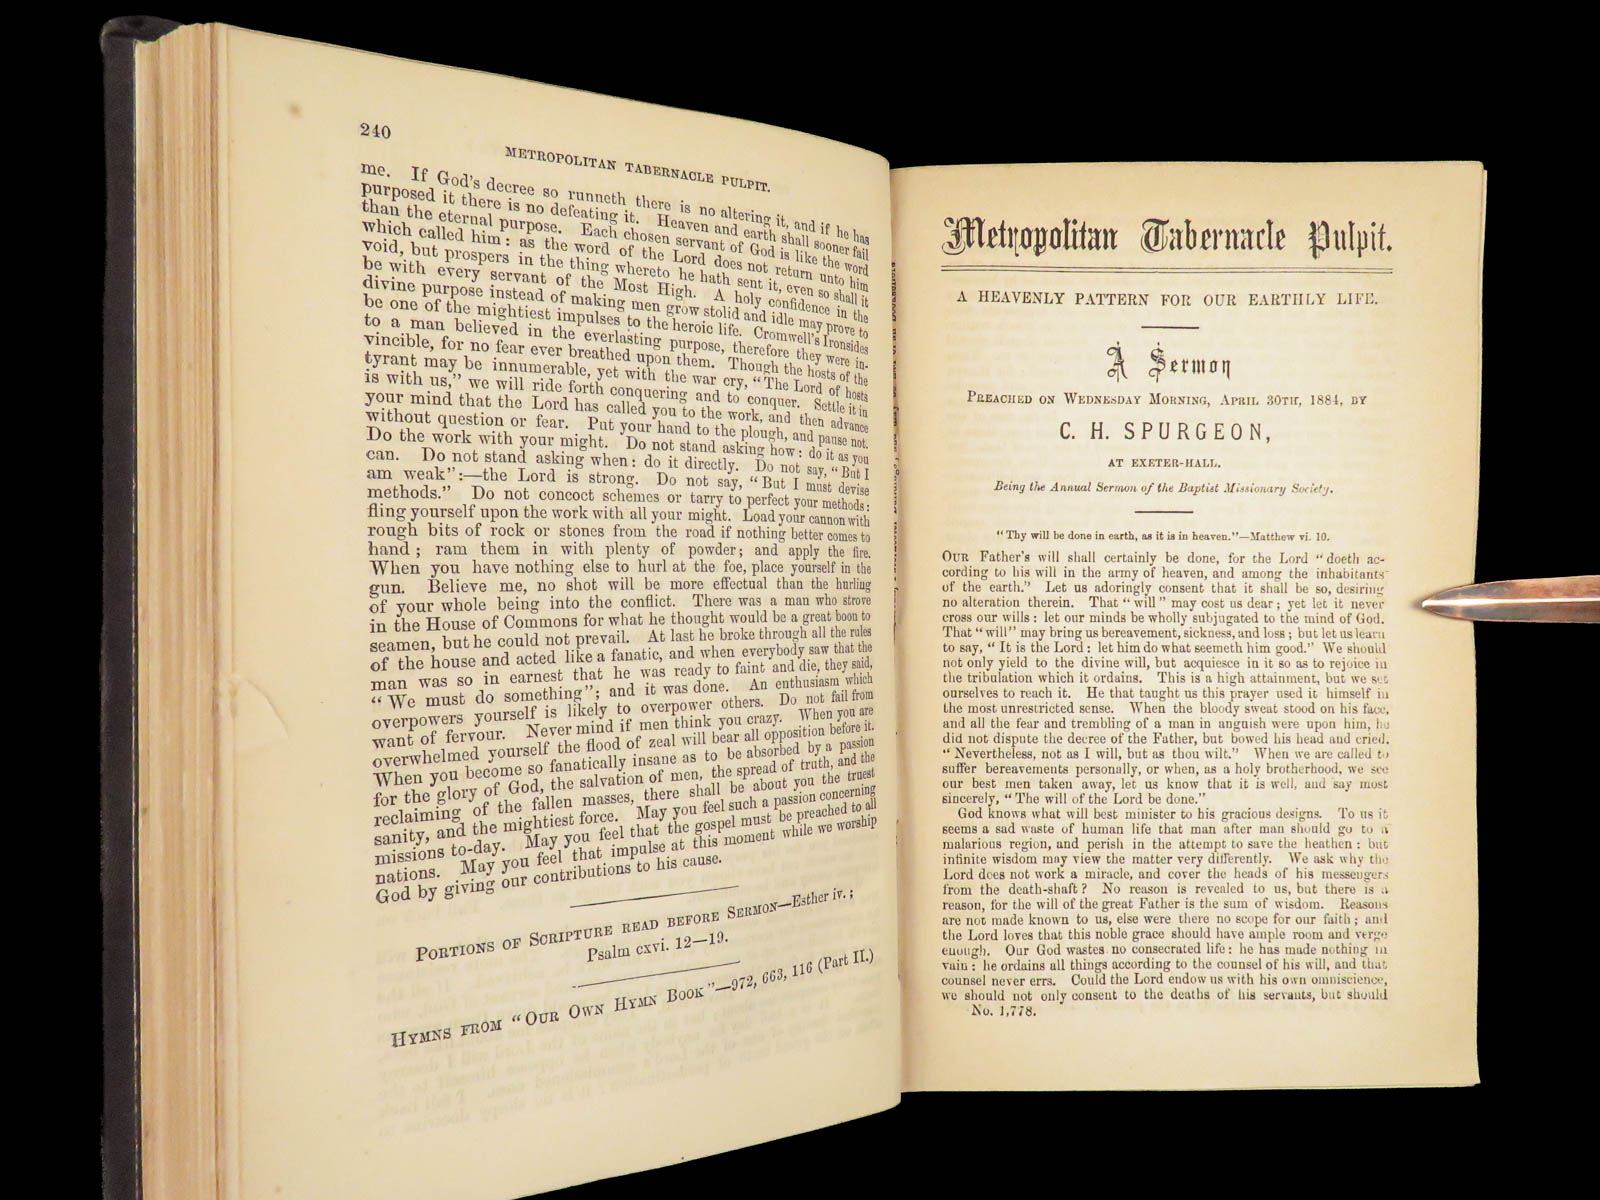 240
METROPOLITAN TABERNACLE PULPIT.
me. If God's decree so runneth there is no altering it, and if he has
purposed it there is no defeating it. Heaven and earth shall sooner fail
than the eternal purpose. Each chosen servant of God is like the word
which called him: as the word of the Lord does not return unto him
void, but prospers in the thing whereto he hath sent it, even so shall it
be with every servant of the Most High. A holy confidence in the
divine purpose instead of making men grow stolid and idle may prove to
be one of the mightiest impulses to the heroic life. Cromwell's Ironsides
to a man believed in the everlasting purpose, therefore they were in-
vincible, for no fear ever breathed upon them. Though the hosts of the
tyrant may be innumerable, yet with the war cry, "The Lord of hosts
is with us," we will ride forth conquering and to conquer. Settle it in
your mind that the Lord has called you to the work, and then advance
without question or fear. Put your hand to the plough, and pause not.
Do the work with your might. Do not stand asking how: do it as you
can. Do not stand asking when: do it directly. Do not say, "But I
am weak":—the Lord is strong. Do not say, "But I must devise
methods." Do not concoct schemes or tarry to perfect your methods:
fling yourself upon the work with all your might. Load your cannon with
rough bits of rock or stones from the road if nothing better comes to
hand; ram them in with plenty of powder; and apply the fire.
When you have nothing else to hurl at the foe, place yourself in the
gun. Believe me, no shot will be more effectual than the hurling
of your whole being into the conflict. There was a man who strove
in the House of Commons for what he thought would be a great boon to
seamen, but he could not prevail. At last he broke through all the rules
of the house and acted like a fanatic, and when everybody saw that the
man was so in earnest that he was ready to faint and die, they said,
"We must do something"; and it was done. An enthusiasm which
overpowers yourself is likely to overpower others. Do not fail from
want of fervour. Never mind if men think you crazy. When you are
overwhelmed yourself the flood of zeal will bear all opposition before it.
When you become so fanatically insane as to be absorbed by a passion
for the glory of God, the salvation of men, the spread of truth, and the
reclaiming of the fallen masses, there shall be about you the truest
sanity, and the mightiest force. May you feel such a passion concerning
missions to-day. May you feel that the gospel must be preached to all
nations. May you feel that impulse at this moment while we worship
God by giving our contributions to his cause.
PORTIONS OF SCRIPTURE READ BEFORE SERMON—Esther iv.;
Psalm cxvi. 12—19.
HYMNS FROM "OUR OWN HYMN BOOK"—972, 663, 116 (Part II.)
Metropolitan Tabernacle Pulpit.
A HEAVENLY PATTERN FOR OUR EARTHLY LIFE.
A Sermon
PREACHED ON WEDNESDAY MORNING, APRIL 30TH, 1884, BY
C. H. SPURGEON,
AT EXETER-HALL.
Being the Annual Sermon of the Baptist Missionary Society.
"Thy will be done in earth, as it is in heaven."—Matthew vi. 10.
OUR Father's will shall certainly be done, for the Lord "doeth ac-
cording to his will in the army of heaven, and among the inhabitants
of the earth." Let us adoringly consent that it shall be so, desiring
no alteration therein. That "will" may cost us dear; yet let it never
cross our wills: let our minds be wholly subjugated to the mind of God.
That "will" may bring us bereavement, sickness, and loss; but let us learn
to say, "It is the Lord: let him do what seemeth him good." We should
not only yield to the divine will, but acquiesce in it so as to rejoice in
the tribulation which it ordains. This is a high attainment, but we set
ourselves to reach it. He that taught us this prayer used it himself in
the most unrestricted sense. When the bloody sweat stood on his face,
and all the fear and trembling of a man in anguish were upon him, he
did not dispute the decree of the Father, but bowed his head and cried,
"Nevertheless, not as I will, but as thou wilt." When we are called to
suffer bereavements personally, or when, as a holy brotherhood, we see
our best men taken away, let us know that it is well, and say most
sincerely, "The will of the Lord be done."
God knows what will best minister to his gracious designs. To us it
seems a sad waste of human life that man after man should go to a
malarious region, and perish in the attempt to save the heathen: but
infinite wisdom may view the matter very differently. We ask why the
Lord does not work a miracle, and cover the heads of his messengers
from the death-shaft? No reason is revealed to us, but there is a
reason, for the will of the great Father is the sum of wisdom. Reasons
are not made known to us, else were there no scope for our faith; and
the Lord loves that this noble grace should have ample room and verge
enough. Our God wastes no consecrated life: he has made nothing in
vain: he ordains all things according to the counsel of his will, and that
counsel never errs. Could the Lord endow us with his own omniscience,
we should not only consent to the deaths of his servants, but should
No. 1,778.